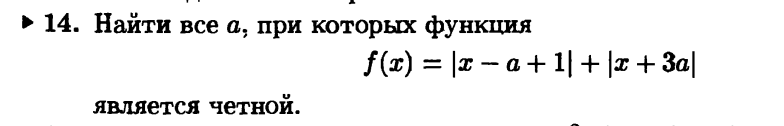 ▸ 14. Найти все a, при которых функция
f(x) = |x − a + 1| + |x + 3a|
является четной.